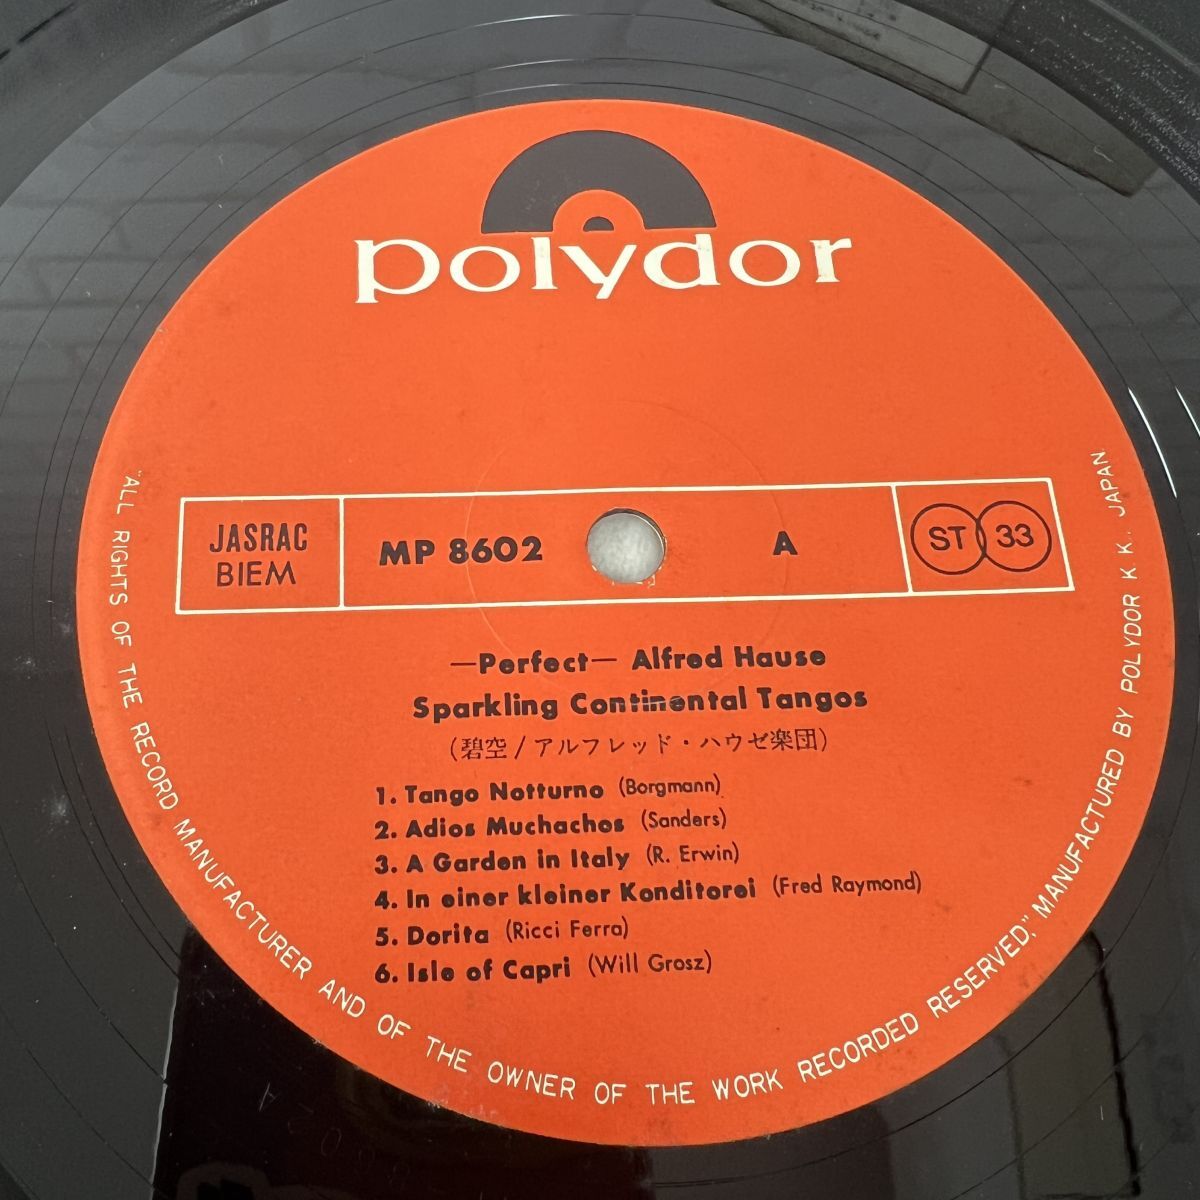 polydor
JASRAC
BIEM
MP 8602
A
ST 33
—Perfect— Alfred Hause
Sparkling Continental Tangos
(碧空/アルフレッド・ハウゼ楽団)
1. Tango Notturno (Borgmann)
2. Adios Muchachos (Sanders)
3. A Garden in Italy (R. Erwin)
4. In einer kleiner Konditorei (Fred Raymond)
5. Dorita (Ricci Ferra)
6. Isle of Capri (Will Grosz)
"ALL RIGHTS OF THE RECORD MANUFACTURER AND OF THE OWNER OF THE WORK RECORDED RESERVED," MANUFACTURED BY POLYDOR K K., JAPAN